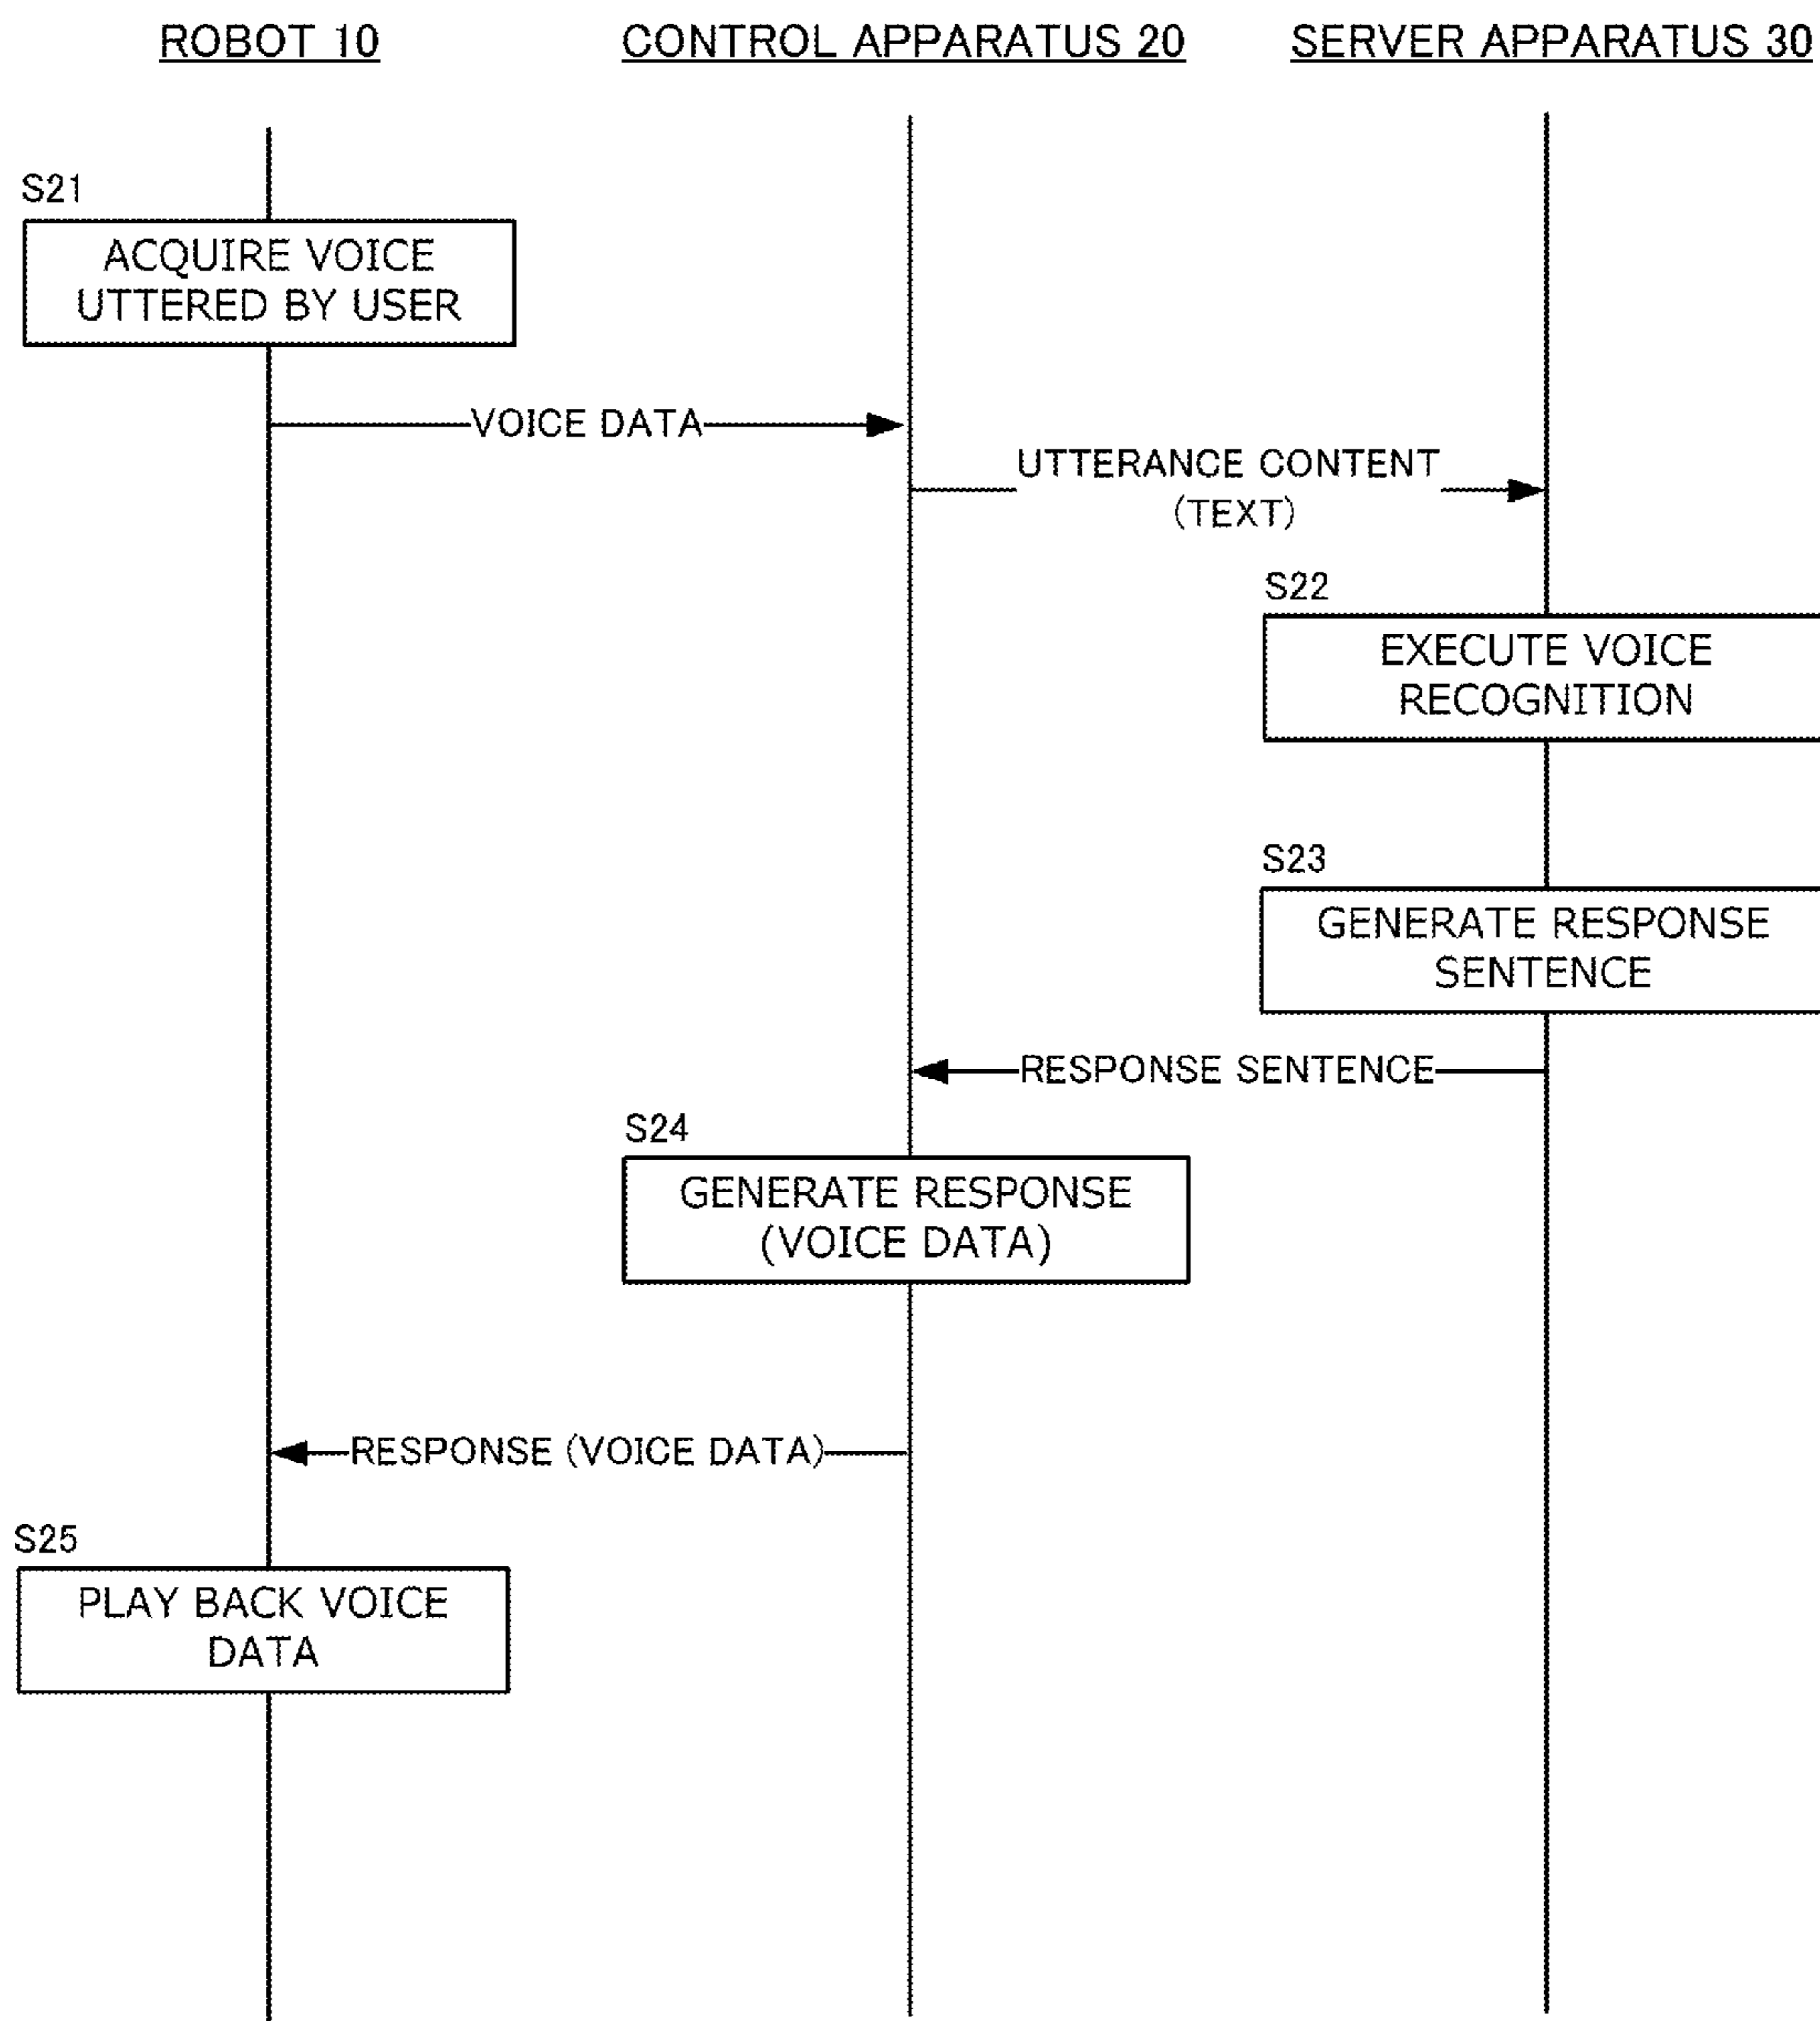 ROBOT 10
CONTROL APPARATUS 20
SERVER APPARATUS 30
S21
ACQUIRE VOICE
UTTERED BY USER
VOICE DATA
UTTERANCE CONTENT
(TEXT)
S22
EXECUTE VOICE
RECOGNITION
S23
GENERATE RESPONSE
SENTENCE
RESPONSE SENTENCE
S24
GENERATE RESPONSE
(VOICE DATA)
RESPONSE (VOICE DATA)
S25
PLAY BACK VOICE
DATA